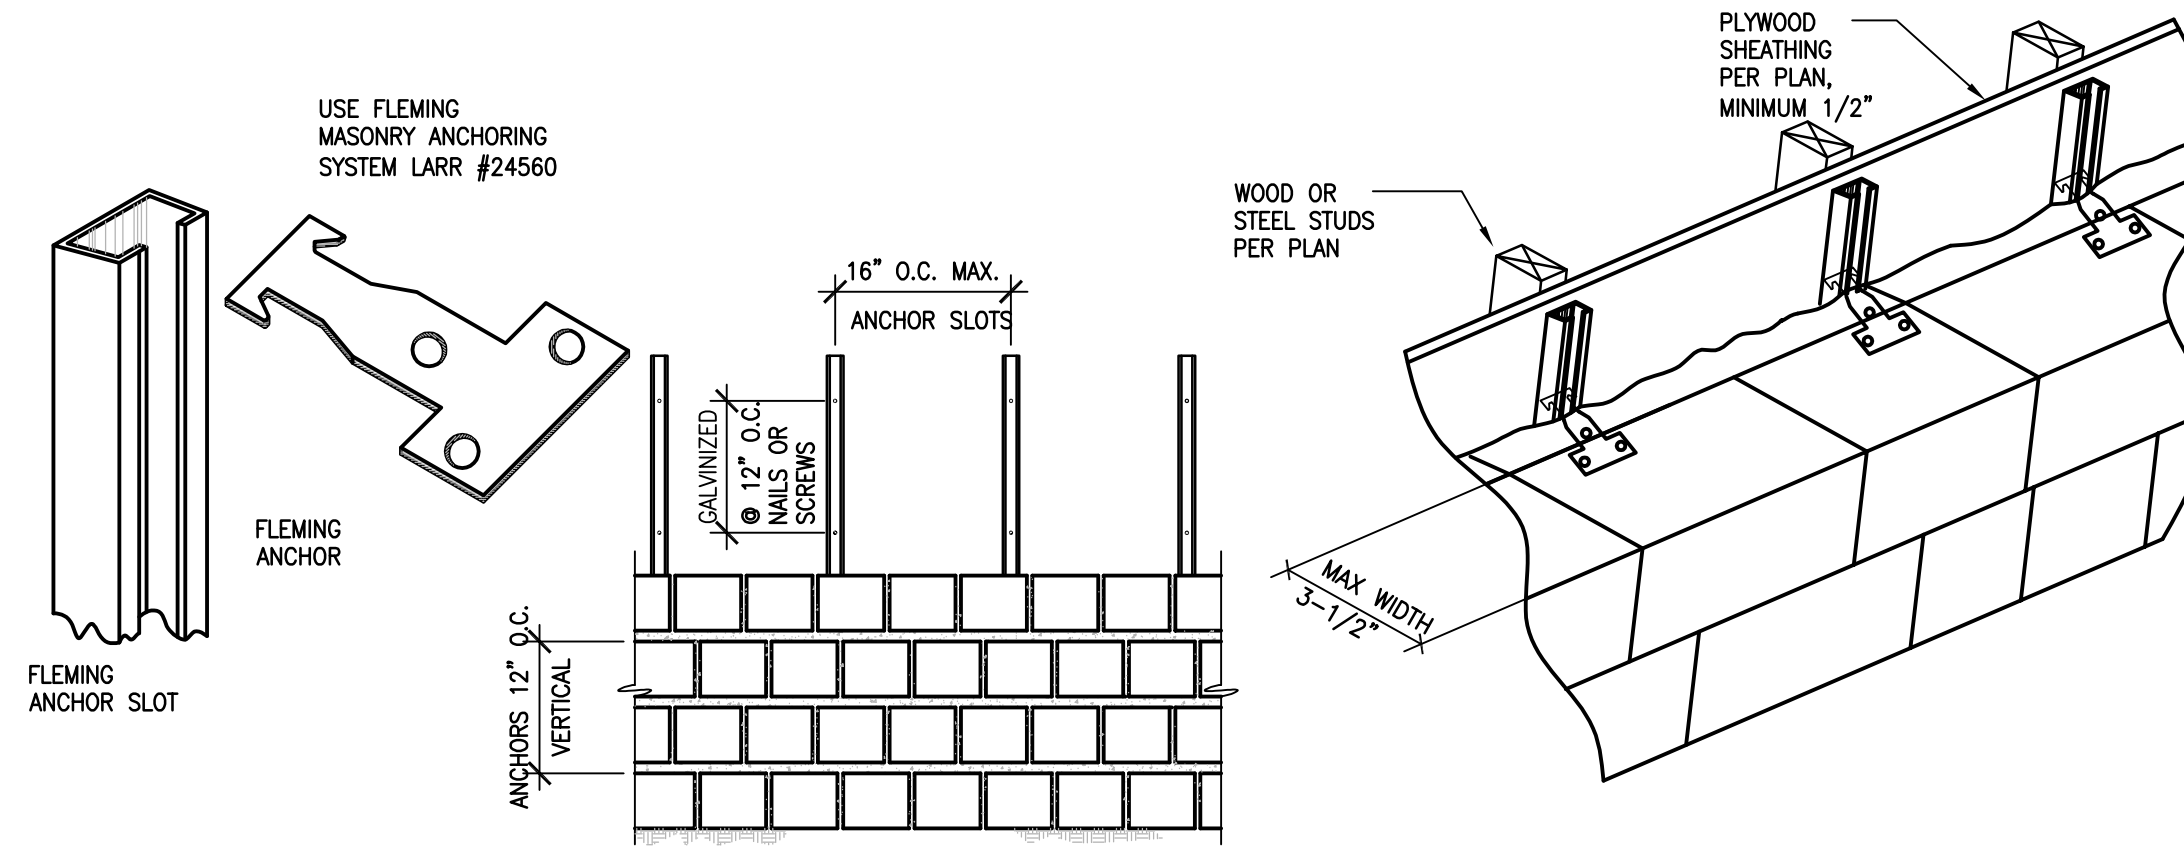 USE FLEMING
MASONRY ANCHORING
SYSTEM LARR #24560
FLEMING
ANCHOR
FLEMING
ANCHOR SLOT
16” O.C. MAX.
ANCHOR SLOTS
GALVINIZED
@ 12” O.C.
NAILS OR
SCREWS
ANCHORS 12” O.C.
VERTICAL
PLYWOOD
SHEATHING
PER PLAN,
MINIMUM 1/2”
WOOD OR
STEEL STUDS
PER PLAN
MAX WIDTH
3-1/2”